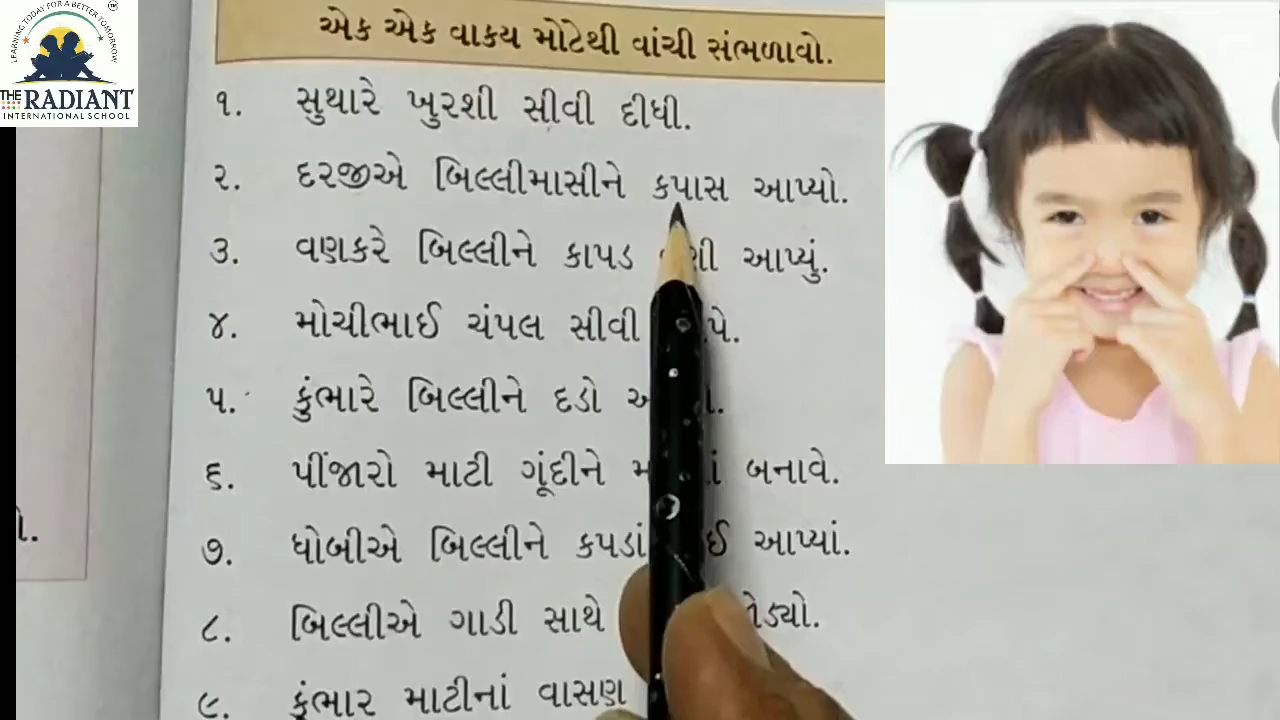 LEARNING TODAY FOR A BETTER TOMORROW
THE RADIANT
INTERNATIONAL SCHOOL
એક એક વાક્ય મોટેથી વાંચી સંભળાવો.
૧. સુથારે ખુરશી સીવી દીધી.
૨. દરજીએ બિલ્લીમાસીને કપાસ આપ્યો.
૩. વણકરે બિલ્લીને કાપડ આપ્યું.
૪. મોચીભાઈ ચંપલ સીવી
૫. કુંભારે બિલ્લીને દડો
૬. પીંજારો માટી ગૂંદીને બનાવે.
૭. ધોબીએ બિલ્લીને કપડાં આપ્યાં.
૮. બિલ્લીએ ગાડી સાથે
૯. કુંભાર માટીનાં વાસણ